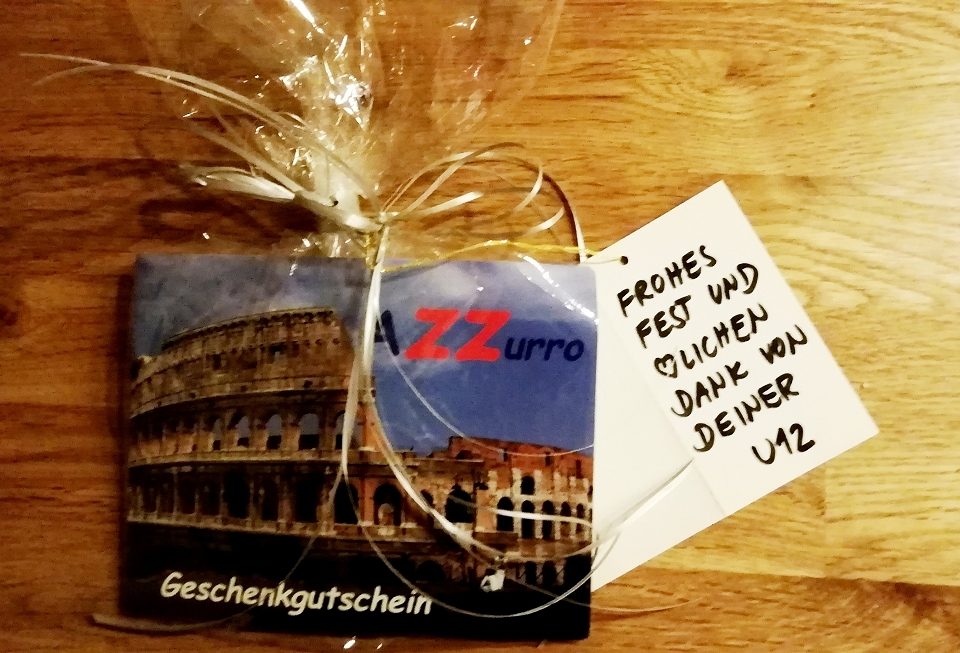 AZZurro
Geschenkgutschein
FROHES
FEST UND
♡LICHEN
DANK VON
DEINER
U12